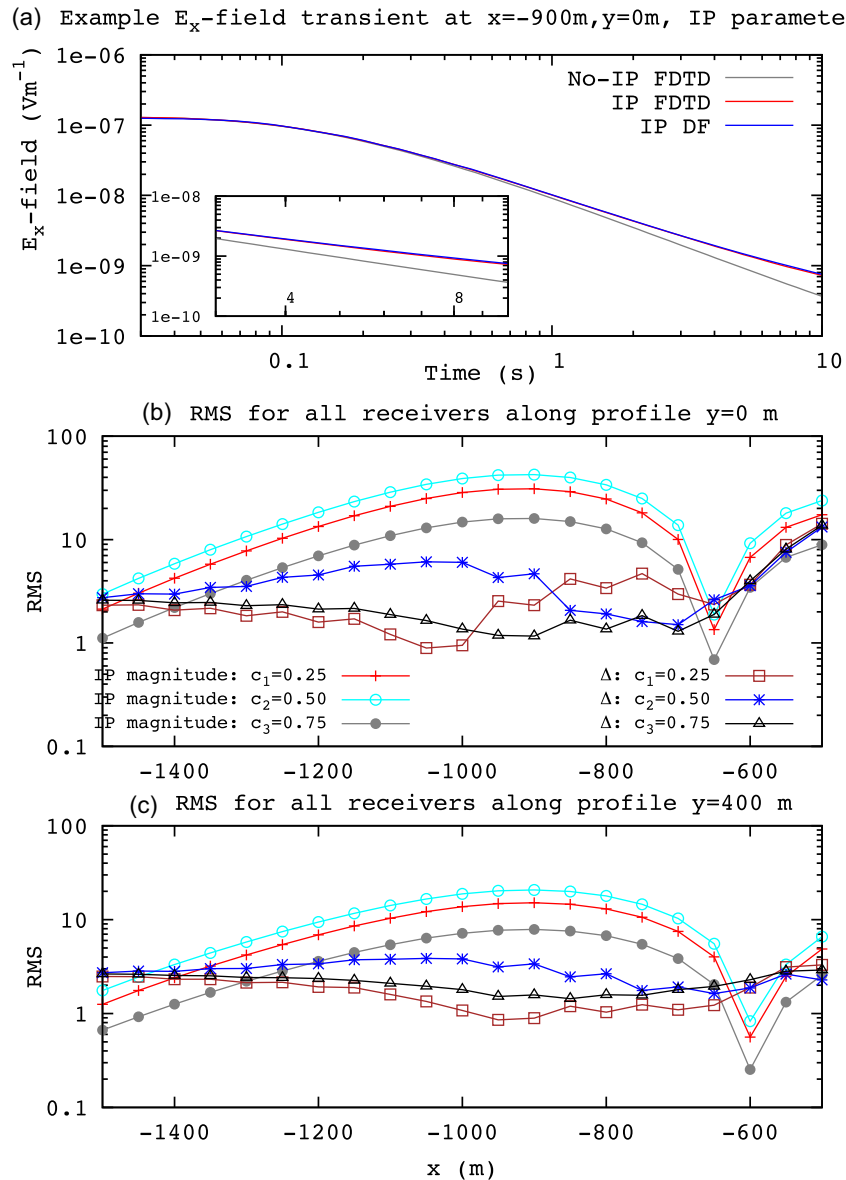 (a) Example Ex-field transient at x=-900m,y=0m, IP paramete
Ex-field (Vm⁻¹)
1e-06
1e-07
1e-08
1e-09
1e-10
No-IP FDTD
IP FDTD
IP DF
1e-08
1e-09
1e-10
4 8
0.1 1 10
Time (s)
(b) RMS for all receivers along profile y=0 m
RMS
100
10
1
0.1
IP magnitude: c₁=0.25
IP magnitude: c₂=0.50
IP magnitude: c₃=0.75
Δ: c₁=0.25
Δ: c₂=0.50
Δ: c₃=0.75
-1400 -1200 -1000 -800 -600
x (m)
(c) RMS for all receivers along profile y=400 m
RMS
100
10
1
0.1
-1400 -1200 -1000 -800 -600
x (m)